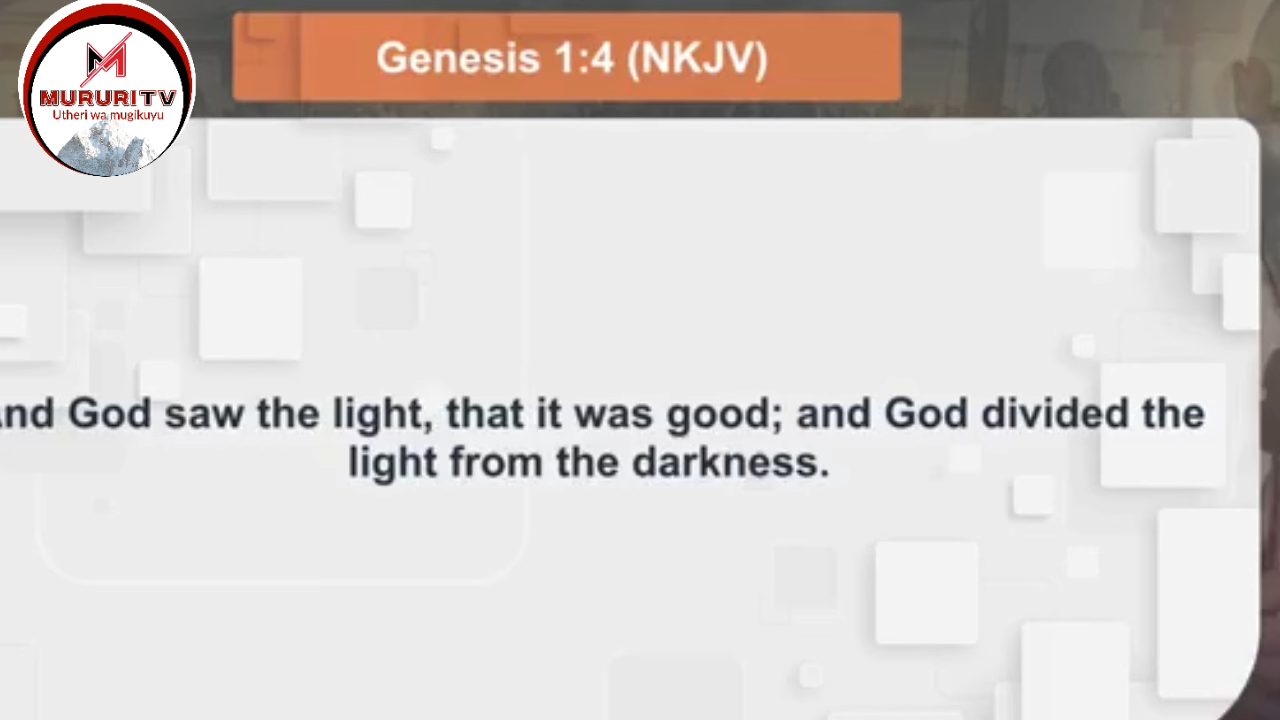 Genesis 1:4 (NKJV)
M
MURURI TV
Utheri wa mugikuyu
nd God saw the light, that it was good; and God divided the
light from the darkness.